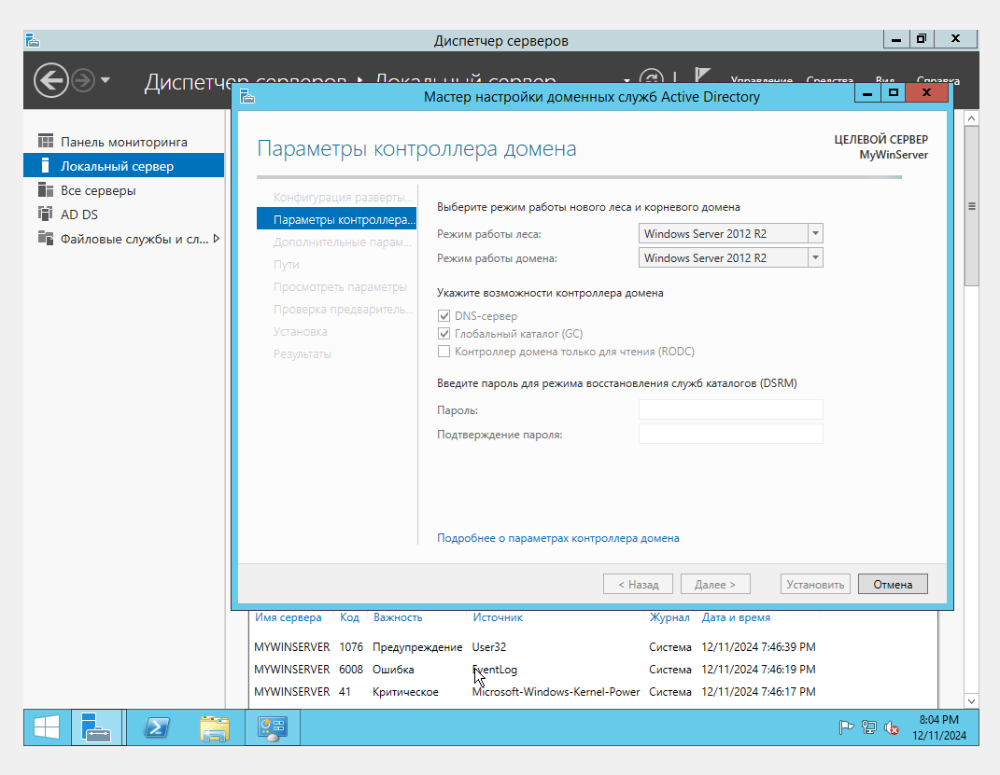 Диспетчер серверов
Диспетчер серверов Локальный сервер
Управление Средства Вид Справка
Мастер настройки доменных служб Active Directory
Панель мониторинга
Локальный сервер
Все серверы
AD DS
Файловые службы и сл...
Параметры контроллера домена
ЦЕЛЕВОЙ СЕРВЕР
MyWinServer
Конфигурация разверты...
Параметры контроллера...
Дополнительные парам...
Пути
Просмотреть параметры
Проверка предваритель...
Установка
Результаты
Выберите режим работы нового леса и корневого домена
Режим работы леса: Windows Server 2012 R2
Режим работы домена: Windows Server 2012 R2
Укажите возможности контроллера домена
DNS-сервер
Глобальный каталог (GC)
Контроллер домена только для чтения (RODC)
Введите пароль для режима восстановления служб каталогов (DSRM)
Пароль:
Подтверждение пароля:
Подробнее о параметрах контроллера домена
< Назад Далее > Установить Отмена
Имя сервера Код Важность Источник Журнал Дата и время
MYWINSERVER 1076 Предупреждение User32 Система 12/11/2024 7:46:39 PM
MYWINSERVER 6008 Ошибка EventLog Система 12/11/2024 7:46:19 PM
MYWINSERVER 41 Критическое Microsoft-Windows-Kernel-Power Система 12/11/2024 7:46:17 PM
8:04 PM
12/11/2024